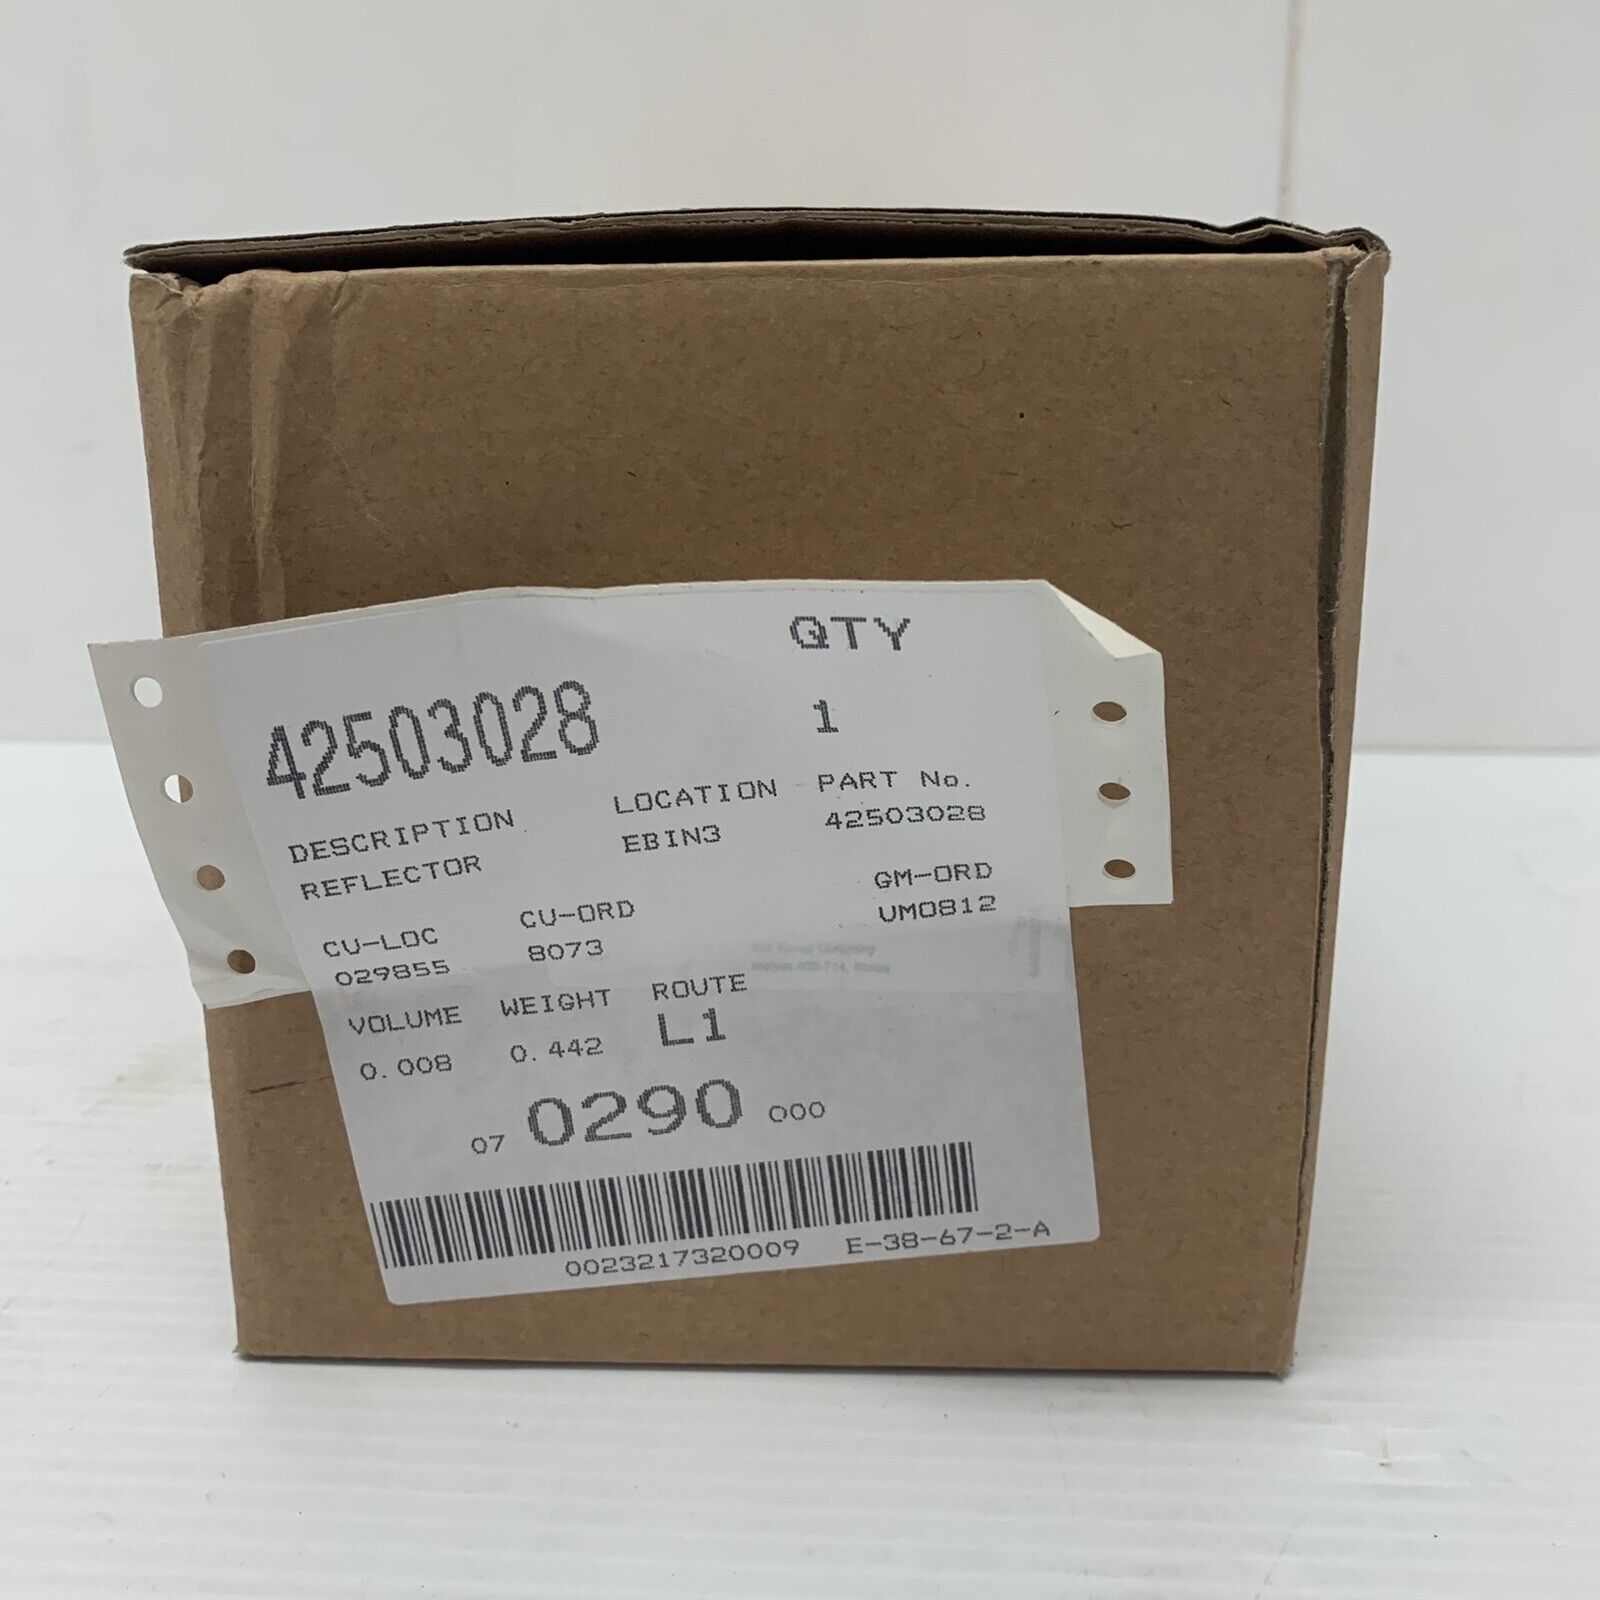 QTY
42503028 1
DESCRIPTION LOCATION PART No.
REFLECTOR EBIN3 42503028
CU-LOC CU-ORD GM-ORD
029855 8073 VM0812
VOLUME WEIGHT ROUTE
0.008 0.442 L1
07 0290 000
0023217320009 E-38-67-2-A